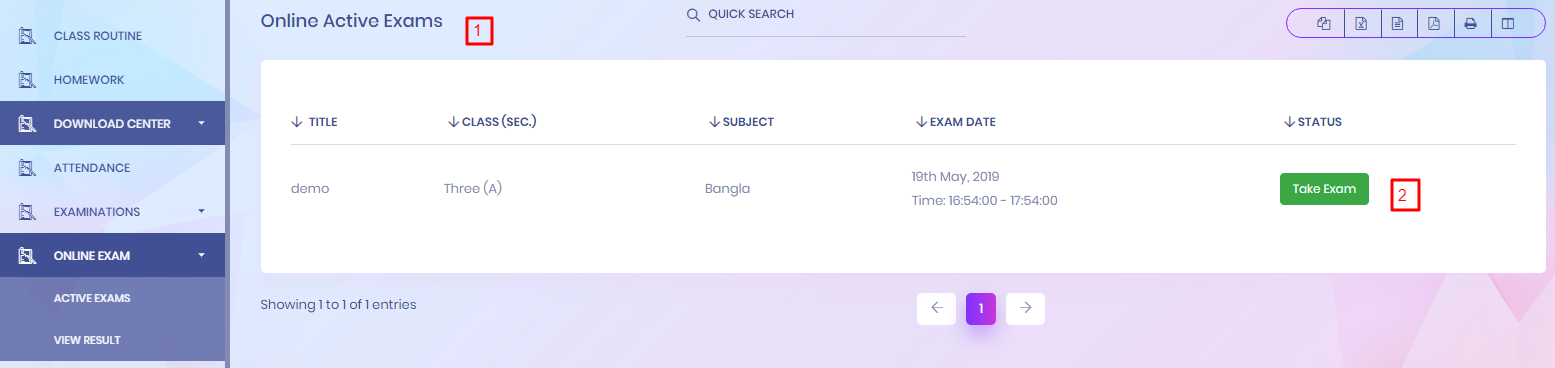 CLASS ROUTINE
HOMEWORK
DOWNLOAD CENTER
ATTENDANCE
EXAMINATIONS
ONLINE EXAM
ACTIVE EXAMS
VIEW RESULT
Online Active Exams
1
QUICK SEARCH
TITLE CLASS (SEC.) SUBJECT EXAM DATE STATUS
demo Three (A) Bangla 19th May, 2019 Take Exam 2
Time: 16:54:00 - 17:54:00
Showing 1 to 1 of 1 entries
1